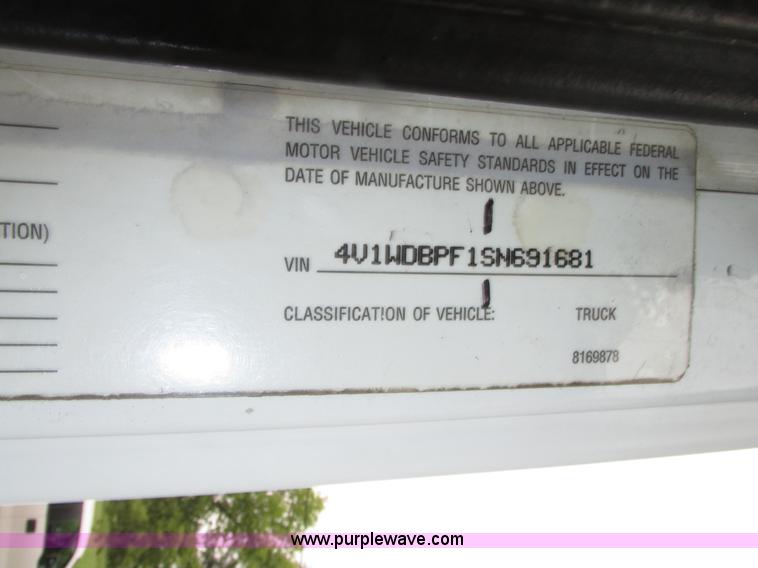 THIS VEHICLE CONFORMS TO ALL APPLICABLE FEDERAL
MOTOR VEHICLE SAFETY STANDARDS IN EFFECT ON THE
DATE OF MANUFACTURE SHOWN ABOVE.
TION)
VIN 4V1WDBPF1SN691681
CLASSIFICATION OF VEHICLE: TRUCK
8169878
www.purplewave.com